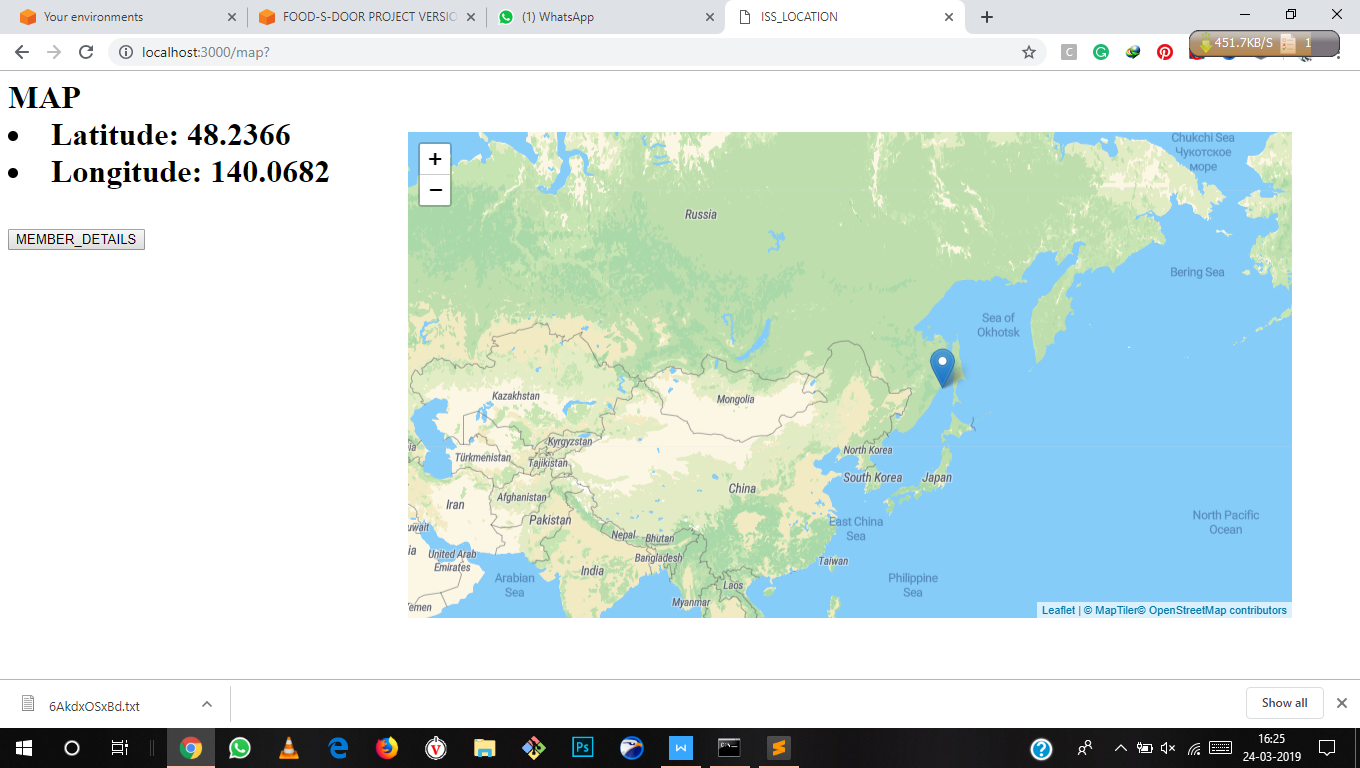 Your environments
FOOD-S-DOOR PROJECT VERSIO
(1) WhatsApp
ISS_LOCATION
localhost:3000/map?
451.7KB/S 1
MAP
Latitude: 48.2366
Longitude: 140.0682
MEMBER_DETAILS
+
−
Chukchi Sea
Чукотское
море
Russia
Bering Sea
Sea of
Okhotsk
Kazakhstan
Mongolia
Kyrgyzstan
North Korea
Türkmenistan
Tajikistan
South Korea
Japan
China
Afghanistan
Iran
North Pacific
Ocean
Pakistan
East China
Sea
uwait
Nepal
Bhutan
ia
United Arab
Emirates
Bangladesh
Taiwan
India
Arabian
Sea
Laos
Philippine
Sea
Myanmar
emen
Leaflet | © MapTiler© OpenStreetMap contributors
6AkdxOSxBd.txt
Show all
16:25
24-03-2019